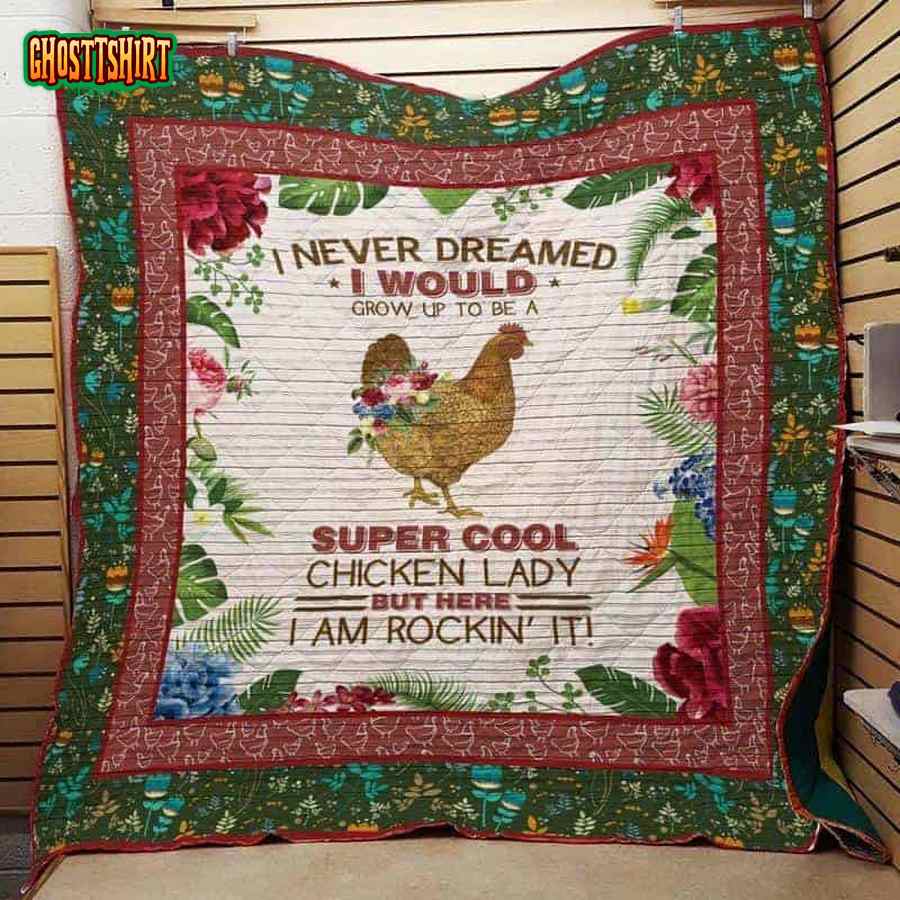 GHOSTTSHIRT
I NEVER DREAMED
I WOULD
GROW UP TO BE A
SUPER COOL
CHICKEN LADY
BUT HERE
I AM ROCKIN' IT!